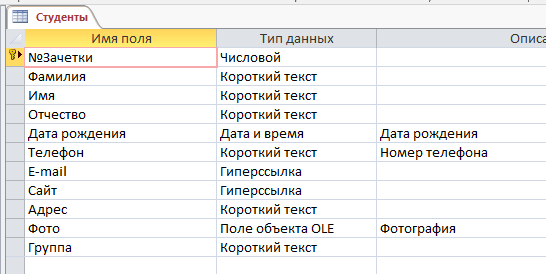 Студенты
Имя поля Тип данных Описа
№Зачетки Числовой
Фамилия Короткий текст
Имя Короткий текст
Отчество Короткий текст
Дата рождения Дата и время Дата рождения
Телефон Короткий текст Номер телефона
E-mail Гиперссылка
Сайт Гиперссылка
Адрес Короткий текст
Фото Поле объекта OLE Фотография
Группа Короткий текст